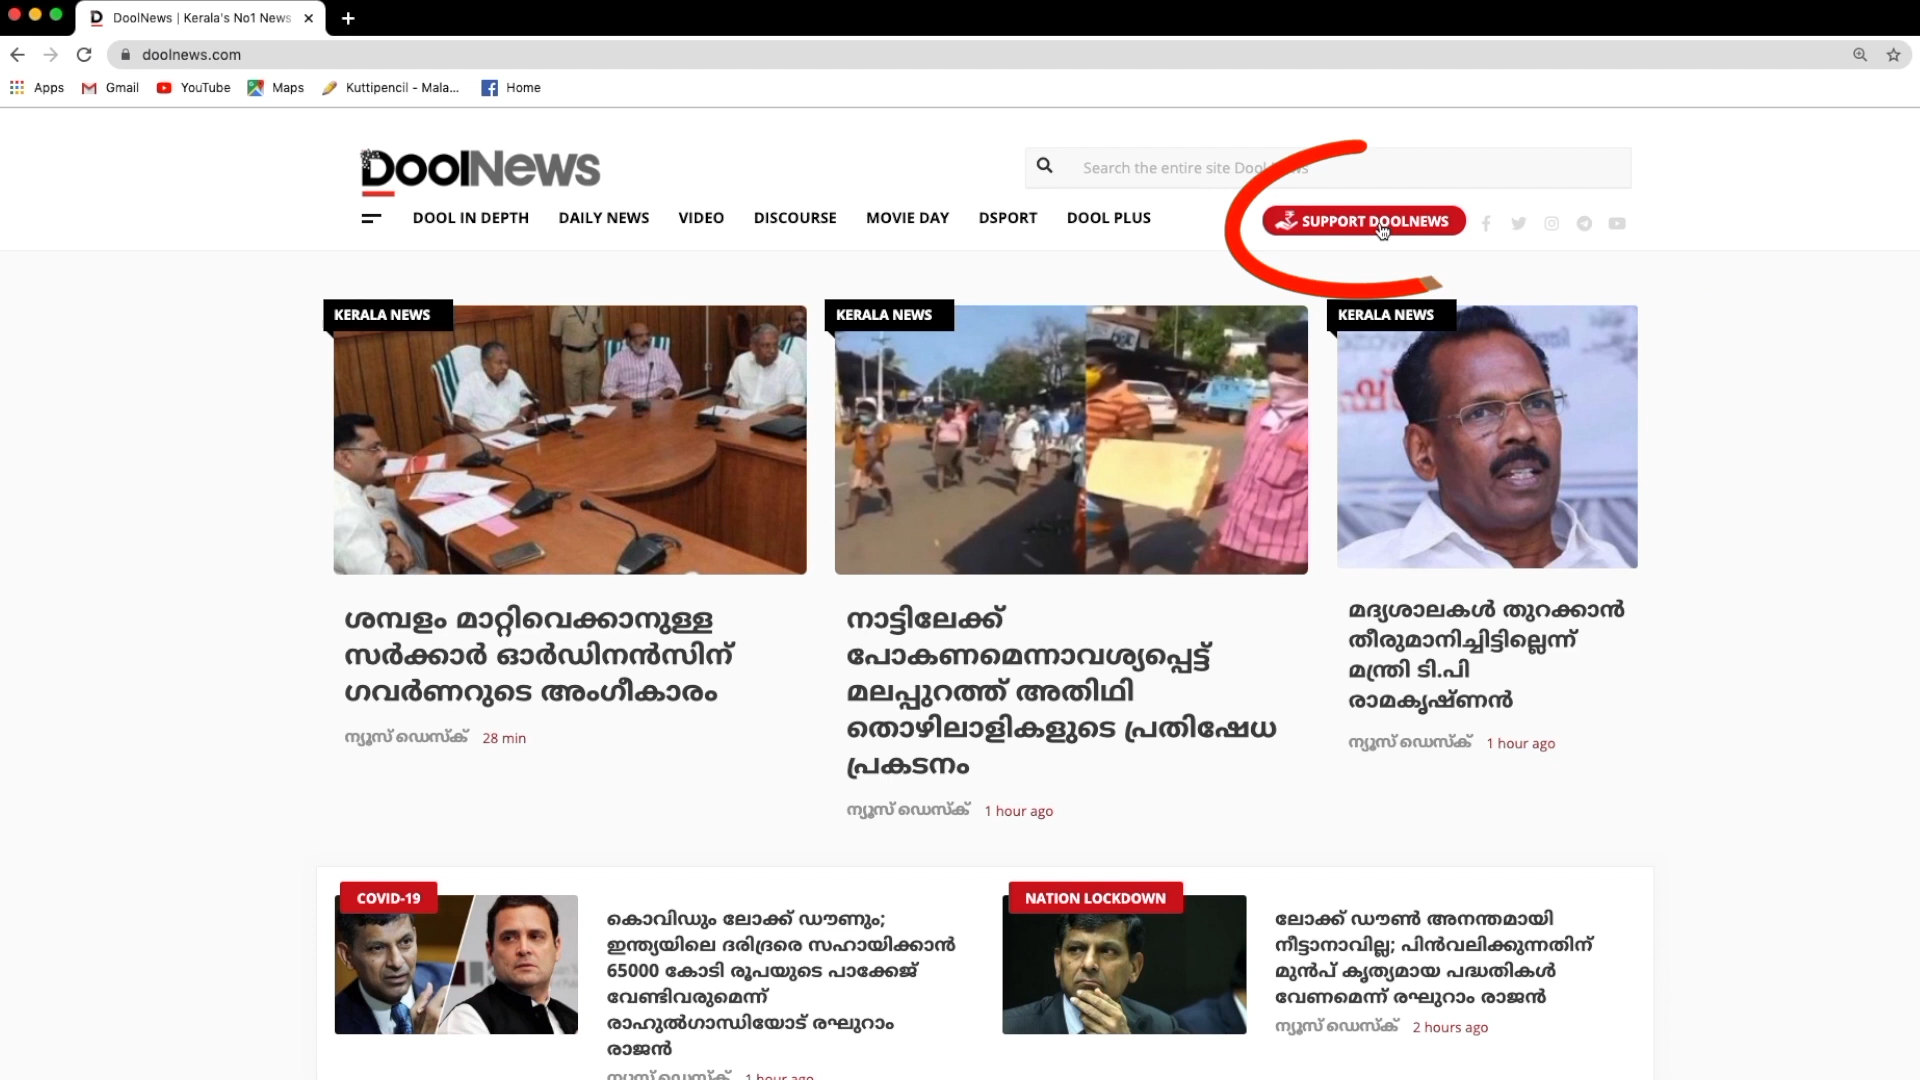 DoolNews | Kerala's No1 News
doolnews.com
Apps Gmail YouTube Maps Kuttipencil - Mala... Home
DoolNews
Search the entire site Dool
DOOL IN DEPTH DAILY NEWS VIDEO DISCOURSE MOVIE DAY DSPORT DOOL PLUS
SUPPORT DOOLNEWS
KERALA NEWS
ശമ്പളം മാറ്റിവെക്കാനുള്ള
സര്‍ക്കാര്‍ ഓര്‍ഡിനന്‍സിന്
ഗവര്‍ണറുടെ അംഗീകാരം
ന്യൂസ് ഡെസ്‌ക് 28 min
KERALA NEWS
നാട്ടിലേക്ക്
പോകണമെന്നാവശ്യപ്പെട്ട്
മലപ്പുറത്ത് അതിഥി
തൊഴിലാളികളുടെ പ്രതിഷേധ
പ്രകടനം
ന്യൂസ് ഡെസ്‌ക് 1 hour ago
KERALA NEWS
മദ്യശാലകള്‍ തുറക്കാന്‍
തീരുമാനിച്ചിട്ടില്ലെന്ന്
മന്ത്രി ടി.പി
രാമകൃഷ്ണന്‍
ന്യൂസ് ഡെസ്‌ക് 1 hour ago
COVID-19
കൊവിഡും ലോക്ക് ഡൗണും;
ഇന്ത്യയിലെ ദരിദ്രരെ സഹായിക്കാന്‍
65000 കോടി രൂപയുടെ പാക്കേജ്
വേണ്ടിവരുമെന്ന്
രാഹുല്‍ഗാന്ധിയോട് രഘുറാം
രാജന്‍
ന്യൂസ് ഡെസ്‌ക് 1 hour ago
NATION LOCKDOWN
ലോക്ക് ഡൗണ്‍ അനന്തമായി
നീട്ടാനാവില്ല; പിന്‍വലിക്കുന്നതിന്
മുന്‍പ് കൃത്യമായ പദ്ധതികള്‍
വേണമെന്ന് രഘുറാം രാജന്‍
ന്യൂസ് ഡെസ്‌ക് 2 hours ago